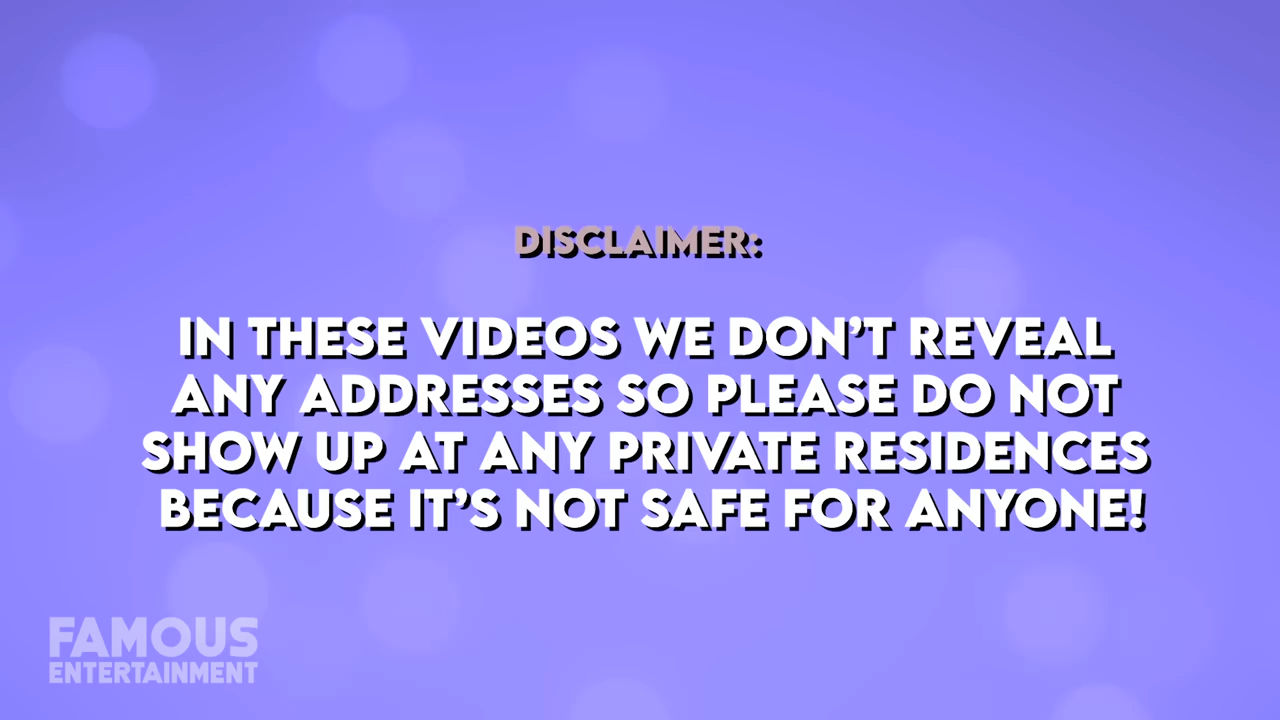 DISCLAIMER:
IN THESE VIDEOS WE DON'T REVEAL
ANY ADDRESSES SO PLEASE DO NOT
SHOW UP AT ANY PRIVATE RESIDENCES
BECAUSE IT'S NOT SAFE FOR ANYONE!
FAMOUS
ENTERTAINMENT